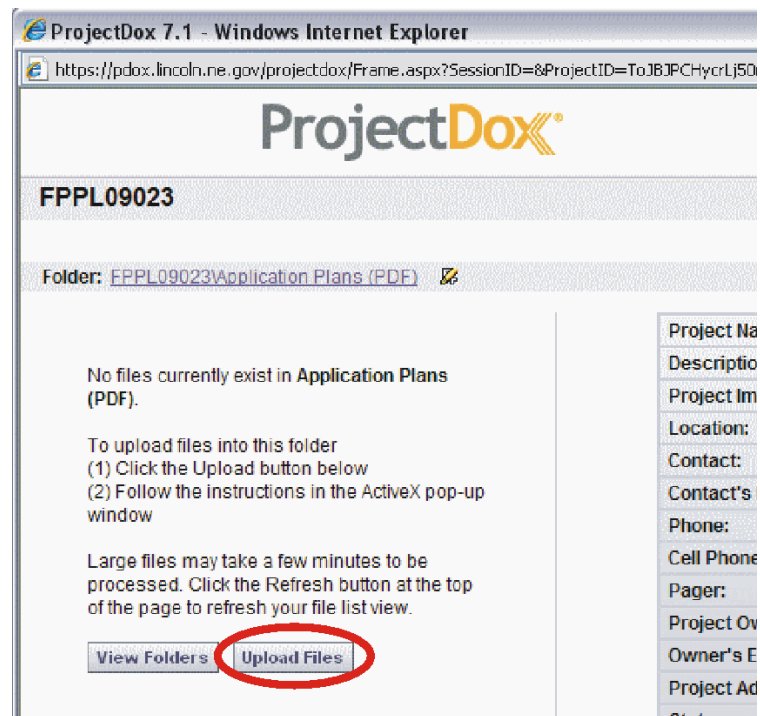 ProjectDox 7.1 - Windows Internet Explorer
https://pdox.lincoln.ne.gov/projectdox/Frame.aspx?SessionID=&ProjectID=ToJBJPCHycrLj50
ProjectDox
FPPL09023
Folder: FPPL09023\Application Plans (PDF)
No files currently exist in Application Plans
(PDF).
To upload files into this folder
(1) Click the Upload button below
(2) Follow the instructions in the ActiveX pop-up
window
Large files may take a few minutes to be
processed. Click the Refresh button at the top
of the page to refresh your file list view.
View Folders
Upload Files
Project Na
Descriptio
Project Im
Location:
Contact:
Contact's
Phone:
Cell Phone
Pager:
Project Ow
Owner's E
Project Ad